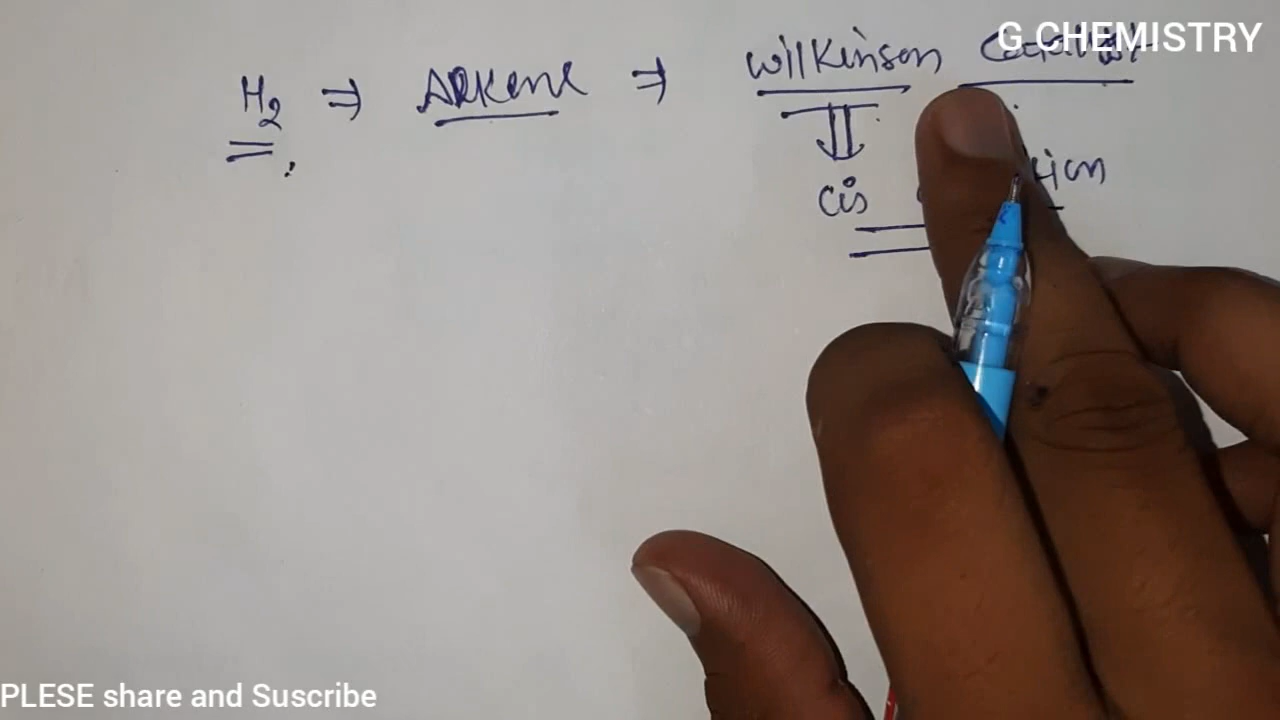 G CHEMISTRY
H2 ⇒ Alkene ⇒ Wilkinson
Cis
PLESE share and Suscribe